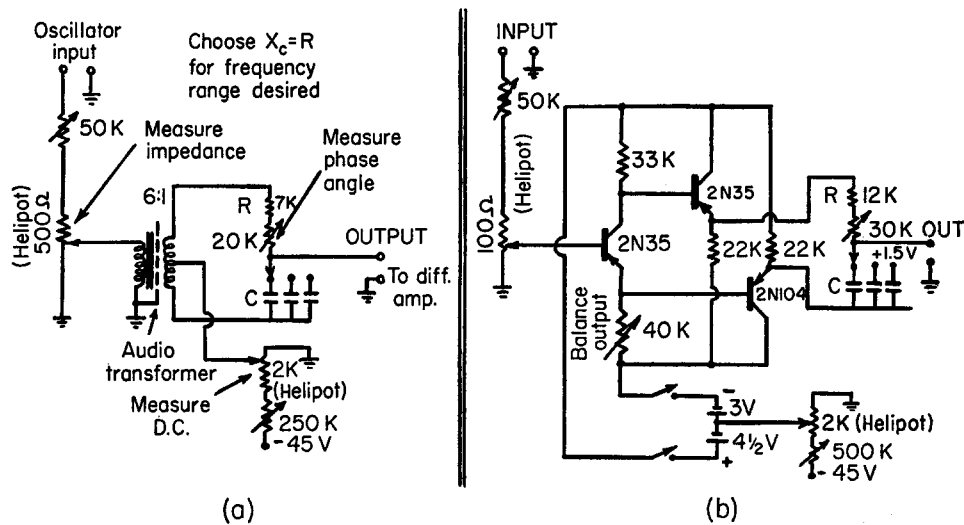 Oscillator
input
Choose Xc=R
for frequency
range desired
50K
Measure
impedance
Measure
phase
angle
(Helipot)
500Ω
6:1
R
7K
20K
OUTPUT
To diff.
amp.
C
Audio
transformer
Measure
D.C.
2K
(Helipot)
250K
-45V
(a)
INPUT
50K
(Helipot)
100Ω
33K
2N35
2N35
22K
22K
R
12K
30K
OUT
+1.5V
C
2N104
Balance
output
40K
-
3V
4½V
+
2K (Helipot)
500K
-45V
(b)